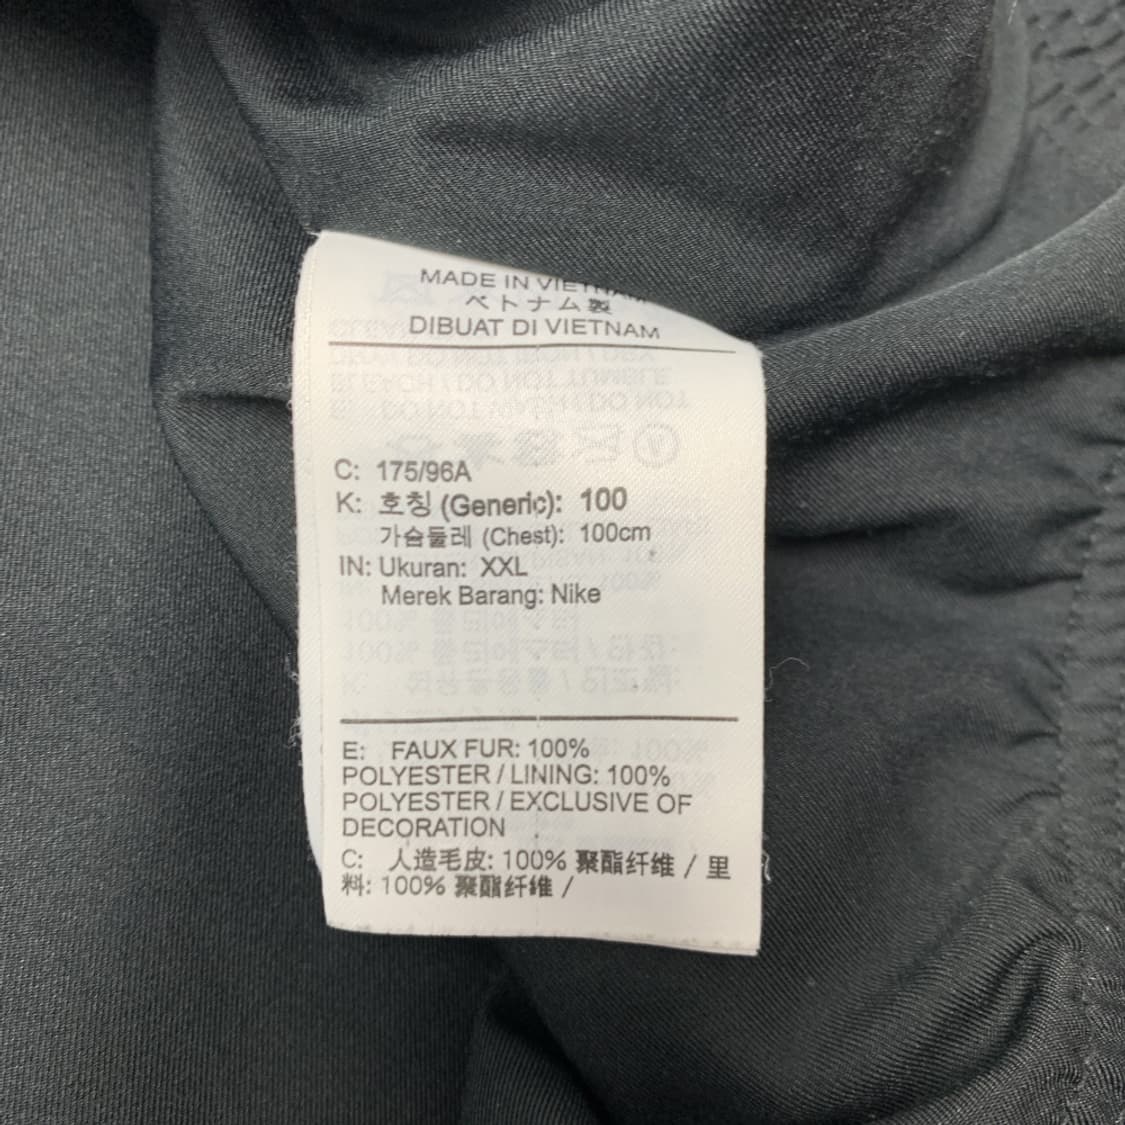 MADE IN VIETNAM
ベトナム製
DIBUAT DI VIETNAM
C: 175/96A
K: 호칭 (Generic): 100
가슴둘레 (Chest): 100cm
IN: Ukuran: XXL
Merek Barang: Nike
E: FAUX FUR: 100%
POLYESTER / LINING: 100%
POLYESTER / EXCLUSIVE OF
DECORATION
C: 人造毛皮: 100% 聚酯纤维 / 里
料: 100% 聚酯纤维 /